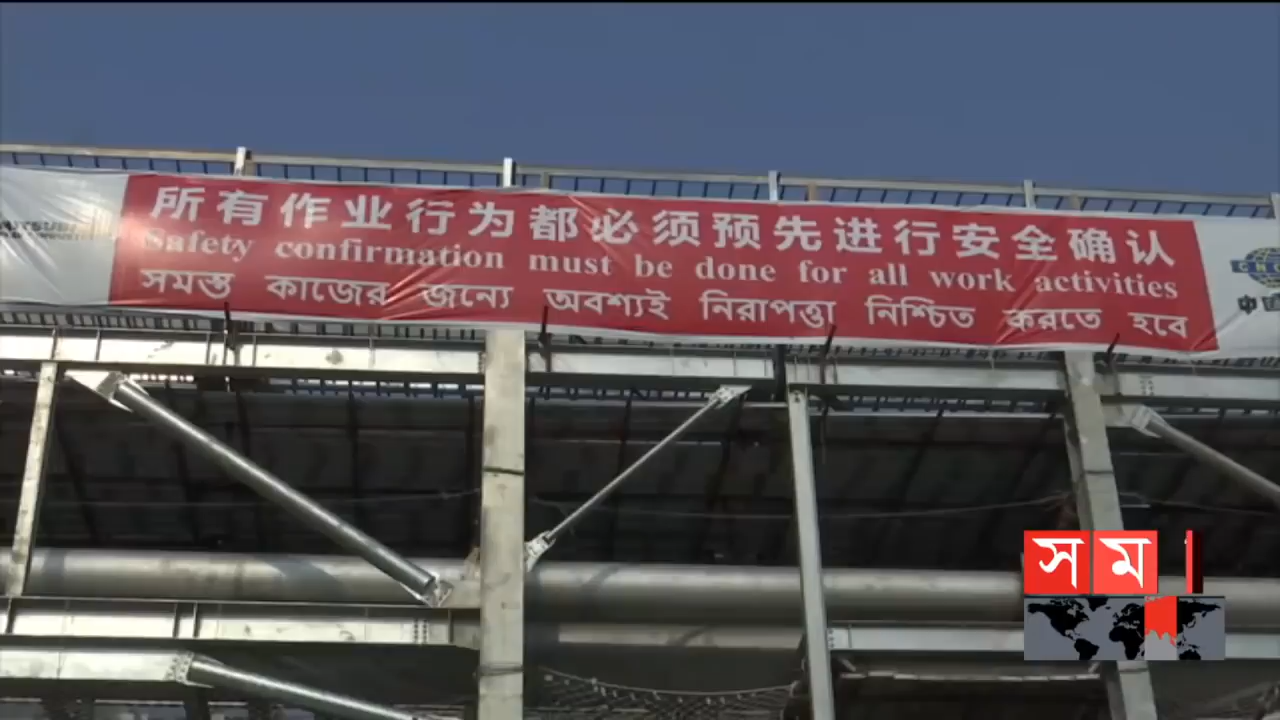 所有作业行为都必须预先进行安全确认
Safety confirmation must be done for all work activities
সমস্ত কাজের জন্যে অবশ্যই নিরাপত্তা নিশ্চিত করতে হবে
সম